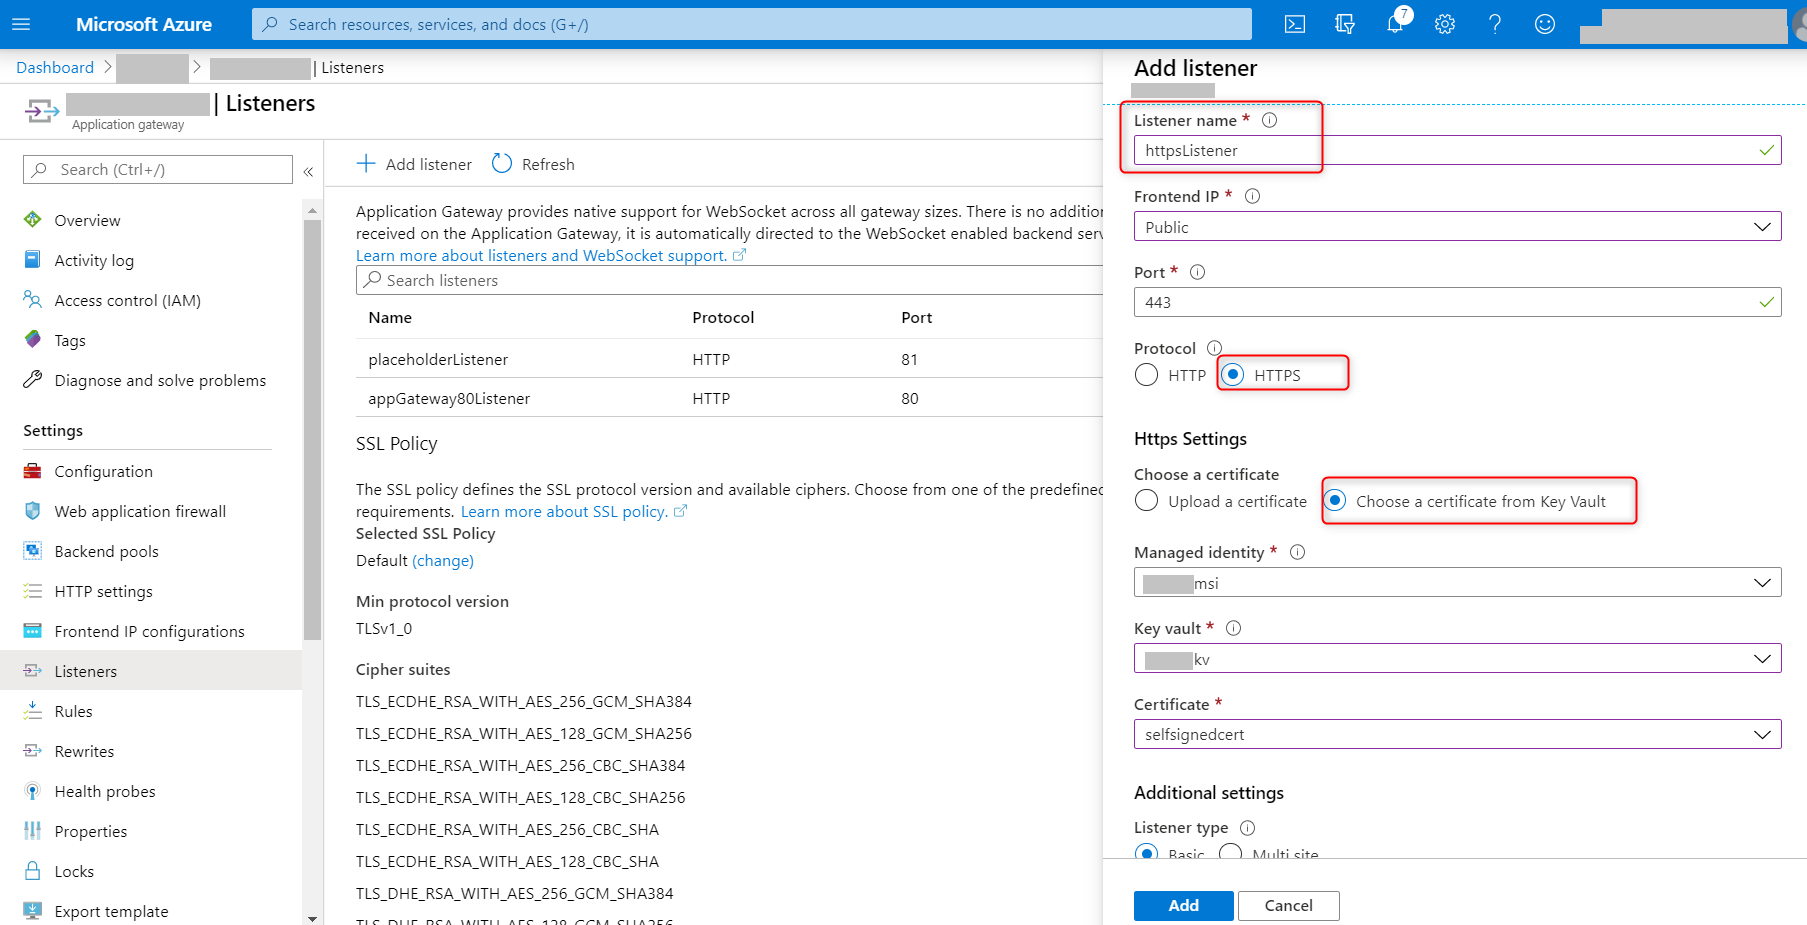 Microsoft Azure
Search resources, services, and docs (G+/)
7
Dashboard
| Listeners
| Listeners
Application gateway
Search (Ctrl+/)
«
Overview
Activity log
Access control (IAM)
Tags
Diagnose and solve problems
Settings
Configuration
Web application firewall
Backend pools
HTTP settings
Frontend IP configurations
Listeners
Rules
Rewrites
Health probes
Properties
Locks
Export template
Add listener
Refresh
Application Gateway provides native support for WebSocket across all gateway sizes. There is no additior
received on the Application Gateway, it is automatically directed to the WebSocket enabled backend serv
Learn more about listeners and WebSocket support.
Search listeners
Name Protocol Port
placeholderListener HTTP 81
appGateway80Listener HTTP 80
SSL Policy
The SSL policy defines the SSL protocol version and available ciphers. Choose from one of the predefined
requirements. Learn more about SSL policy.
Selected SSL Policy
Default (change)
Min protocol version
TLSv1_0
Cipher suites
TLS_ECDHE_RSA_WITH_AES_256_GCM_SHA384
TLS_ECDHE_RSA_WITH_AES_128_GCM_SHA256
TLS_ECDHE_RSA_WITH_AES_256_CBC_SHA384
TLS_ECDHE_RSA_WITH_AES_128_CBC_SHA256
TLS_ECDHE_RSA_WITH_AES_256_CBC_SHA
TLS_ECDHE_RSA_WITH_AES_128_CBC_SHA
TLS_DHE_RSA_WITH_AES_256_GCM_SHA384
TLS_DHE_RSA_WITH_AES_128_GCM_SHA256
Add listener
Listener name *
httpsListener
Frontend IP *
Public
Port *
443
Protocol
HTTP HTTPS
Https Settings
Choose a certificate
Upload a certificate Choose a certificate from Key Vault
Managed identity *
msi
Key vault *
kv
Certificate *
selfsignedcert
Additional settings
Listener type
Basic Multi site
Add Cancel